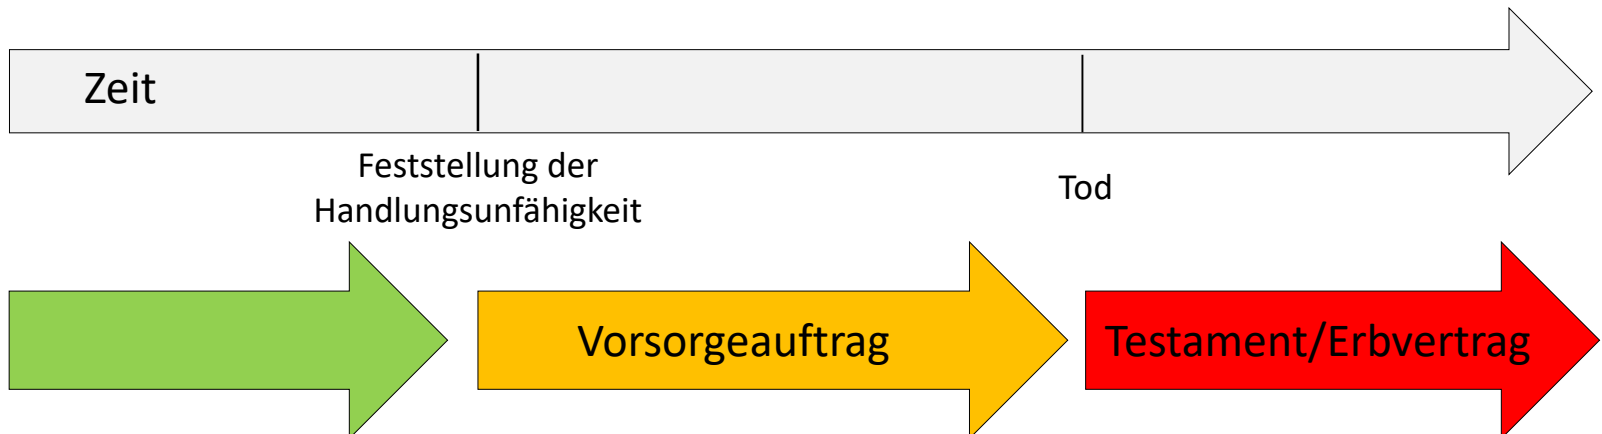 Zeit
Feststellung der
Handlungsunfähigkeit
Tod
Vorsorgeauftrag
Testament/Erbvertrag